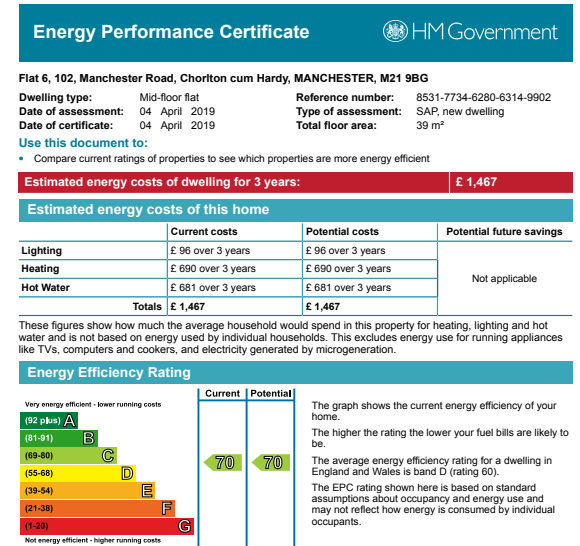 Energy Performance Certificate
HM Government
Flat 6, 102, Manchester Road, Chorlton cum Hardy, MANCHESTER, M21 9BG
Dwelling type: Mid-floor flat
Date of assessment: 04 April 2019
Date of certificate: 04 April 2019
Reference number: 8531-7734-6280-6314-9902
Type of assessment: SAP, new dwelling
Total floor area: 39 m²
Use this document to:
• Compare current ratings of properties to see which properties are more energy efficient
Estimated energy costs of dwelling for 3 years: £ 1,467
Estimated energy costs of this home
Current costs Potential costs Potential future savings
Lighting £ 96 over 3 years £ 96 over 3 years
Heating £ 690 over 3 years £ 690 over 3 years
Hot Water £ 681 over 3 years £ 681 over 3 years
Not applicable
Totals £ 1,467 £ 1,467
These figures show how much the average household would spend in this property for heating, lighting and hot
water and is not based on energy used by individual households. This excludes energy use for running appliances
like TVs, computers and cookers, and electricity generated by microgeneration.
Energy Efficiency Rating
Current Potential
Very energy efficient - lower running costs
(92 plus) A
(81-91) B
(69-80) C
70 70
(55-68) D
(39-54) E
(21-38) F
(1-20) G
Not energy efficient - higher running costs
The graph shows the current energy efficiency of your
home.
The higher the rating the lower your fuel bills are likely to
be.
The average energy efficiency rating for a dwelling in
England and Wales is band D (rating 60).
The EPC rating shown here is based on standard
assumptions about occupancy and energy use and
may not reflect how energy is consumed by individual
occupants.